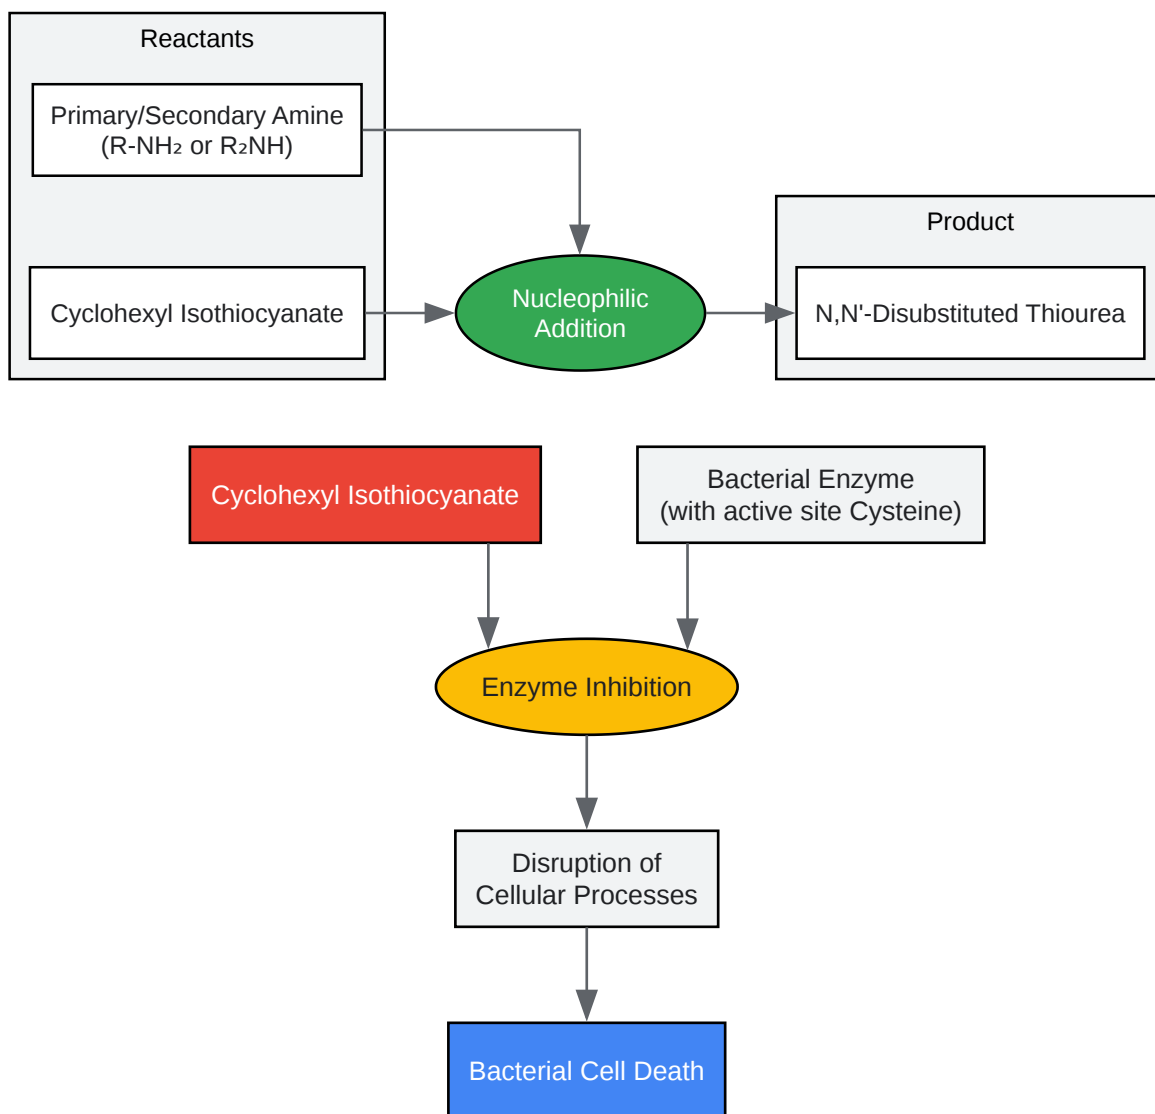 Reactants
Primary/Secondary Amine
(R-NH₂ or R₂NH)
Cyclohexyl Isothiocyanate
Nucleophilic
Addition
Product
N,N'-Disubstituted Thiourea
Cyclohexyl Isothiocyanate
Bacterial Enzyme
(with active site Cysteine)
Enzyme Inhibition
Disruption of
Cellular Processes
Bacterial Cell Death